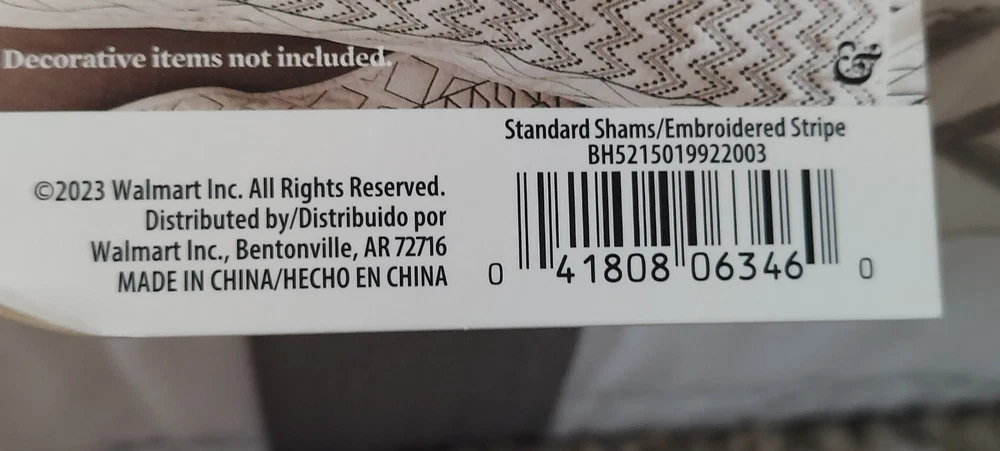 Decorative items not included.
&
Standard Shams/Embroidered Stripe
BH5215019922003
©2023 Walmart Inc. All Rights Reserved.
Distributed by/Distribuido por
Walmart Inc., Bentonville, AR 72716
MADE IN CHINA/HECHO EN CHINA
0 41808 06346 0